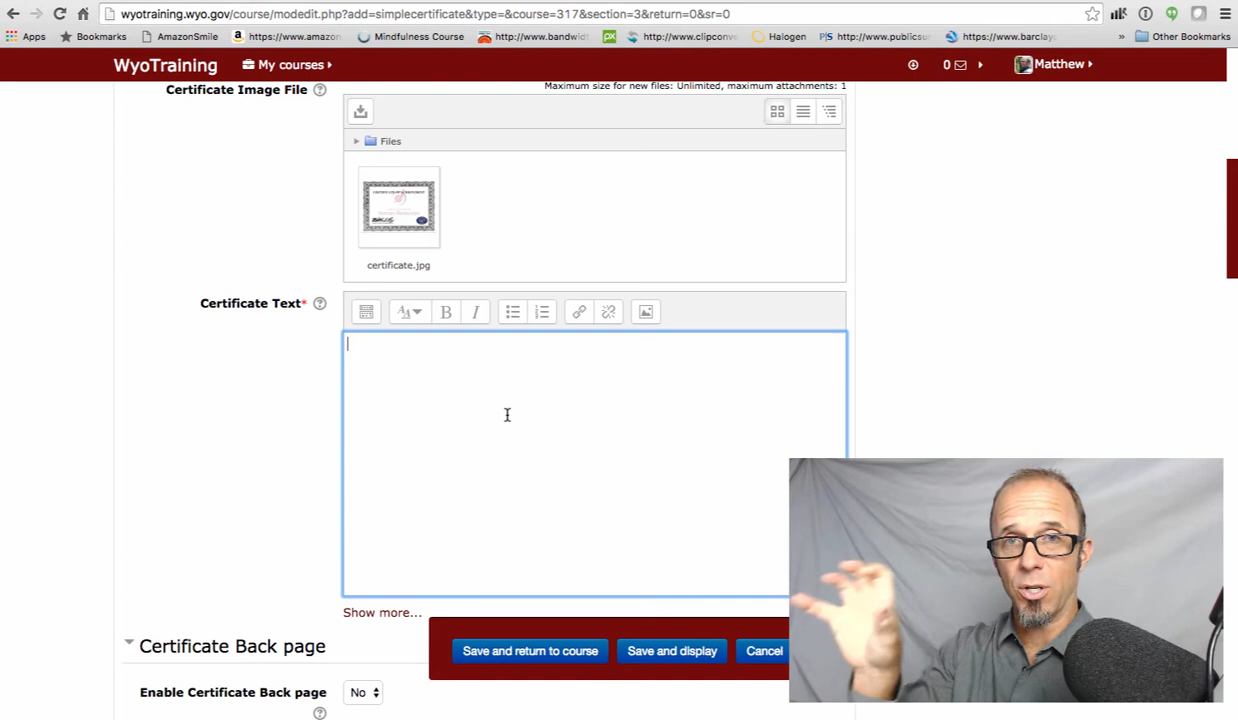 wyotraining.wyo.gov/course/modedit.php?add=simplecertificate&type=&course=317&section=3&return=0&sr=0
Apps Bookmarks AmazonSmile https://www.amazon Mindfulness Course http://www.bandwidt http://www.clipconve Halogen http://www.publicsu https://www.barclay » Other Bookmarks
WyoTraining My courses 0 Matthew
Certificate Image File Maximum size for new files: Unlimited, maximum attachments: 1
Files
certificate.jpg
Certificate Text*
B I
Show more...
Certificate Back page
Save and return to course Save and display Cancel
Enable Certificate Back page No